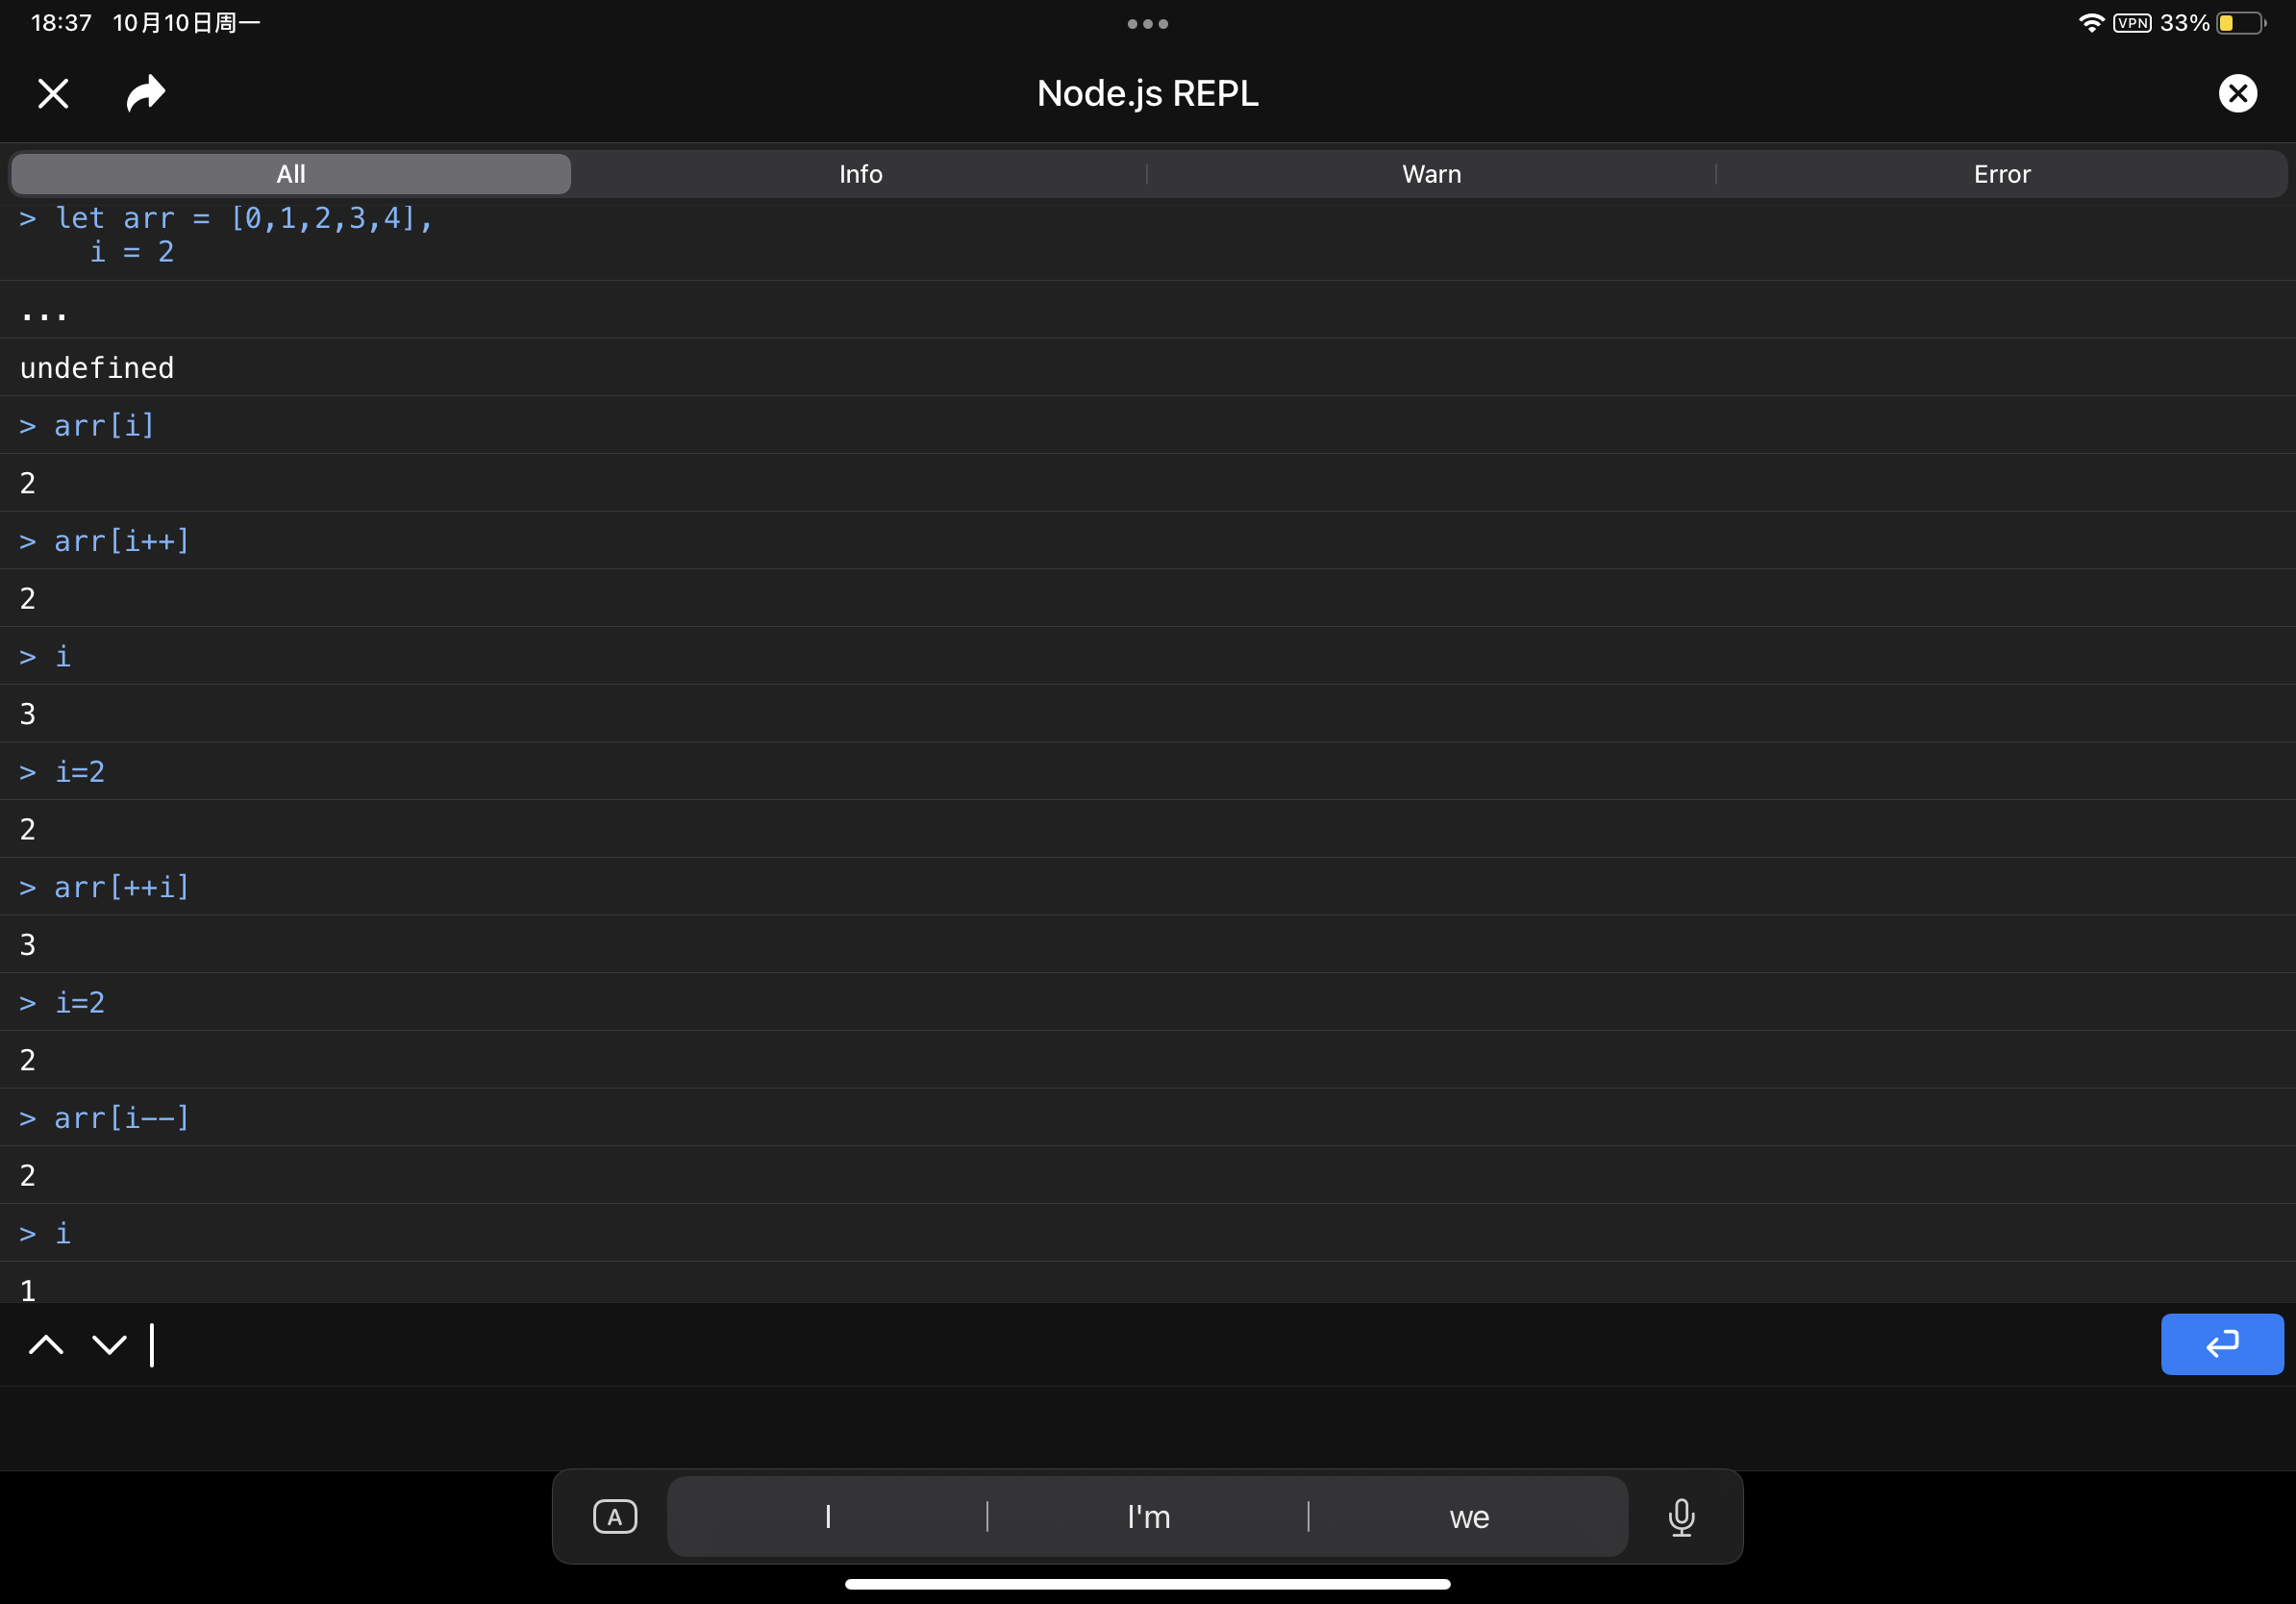 18:37 10月10日周一
VPN 33%
Node.js REPL
All Info Warn Error
> let arr = [0,1,2,3,4],
i = 2
...
undefined
> arr[i]
2
> arr[i++]
2
> i
3
> i=2
2
> arr[++i]
3
> i=2
2
> arr[i--]
2
> i
1
A I I'm we